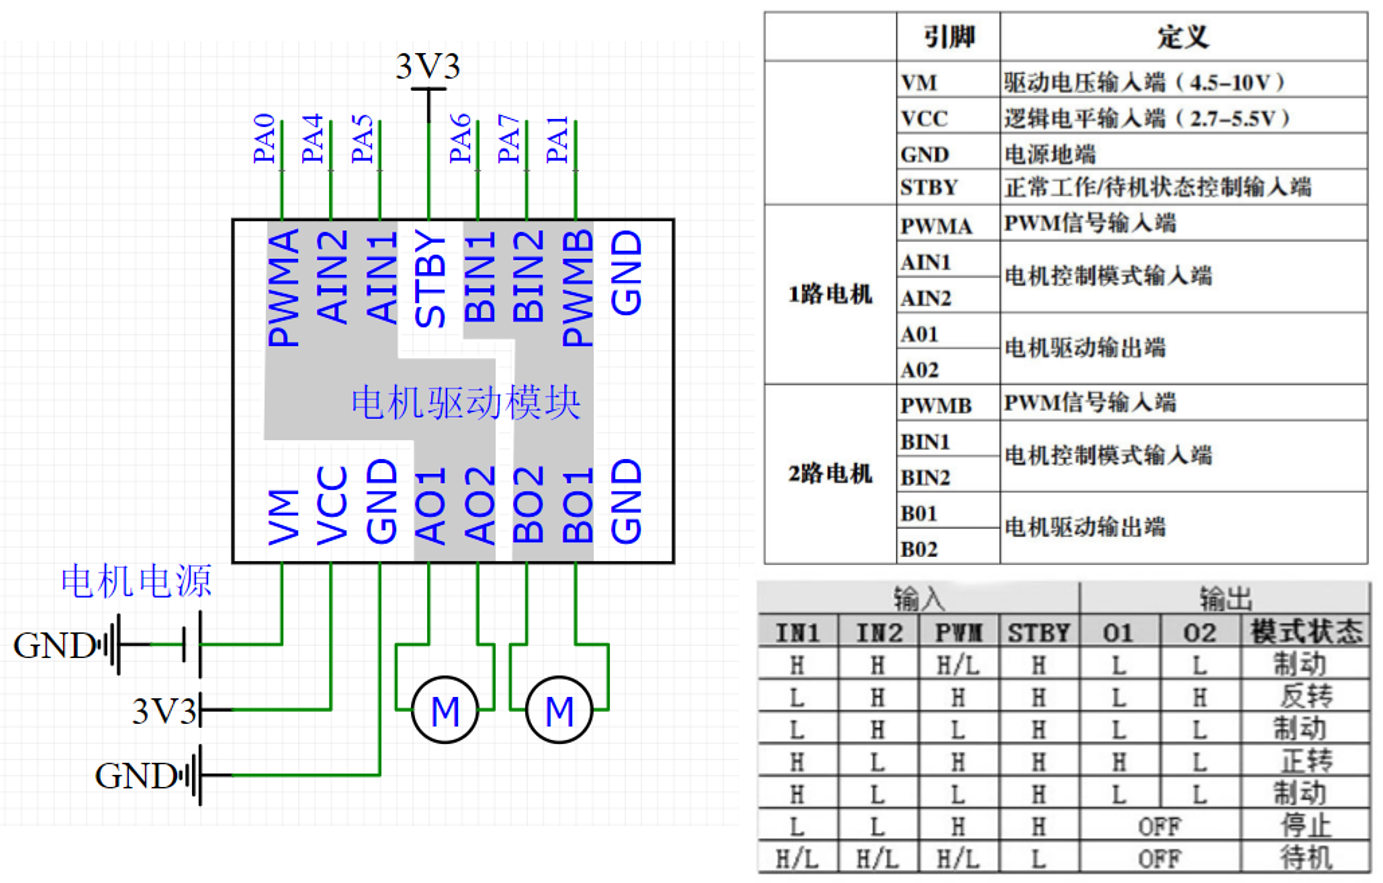 3V3
PA0
PA4
PA5
PA6
PA7
PA1
PWMA
AIN2
AIN1
STBY
BIN1
BIN2
PWMB
GND
电机驱动模块
VM
VCC
GND
AO1
AO2
BO2
BO1
GND
电机电源
GND
3V3
GND
M
M
引脚 定义
VM 驱动电压输入端（4.5-10V）
VCC 逻辑电平输入端（2.7-5.5V）
GND 电源地端
STBY 正常工作/待机状态控制输入端
1路电机
PWMA PWM信号输入端
AIN1
AIN2
电机控制模式输入端
A01
A02
电机驱动输出端
2路电机
PWMB PWM信号输入端
BIN1
BIN2
电机控制模式输入端
B01
B02
电机驱动输出端
输入 输出
IN1 IN2 PWM STBY O1 O2 模式状态
H H H/L H L L 制动
L H H H L H 反转
L H L H L L 制动
H L H H H L 正转
H L L H L L 制动
L L H H OFF 停止
H/L H/L H/L L OFF 待机